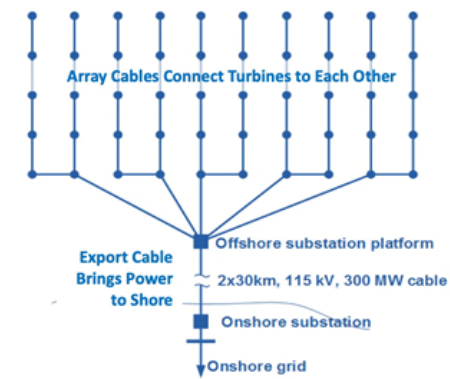 Array Cables Connect Turbines to Each Other
Offshore substation platform
Export Cable
Brings Power
to Shore
2x30km, 115 kV, 300 MW cable
Onshore substation
Onshore grid